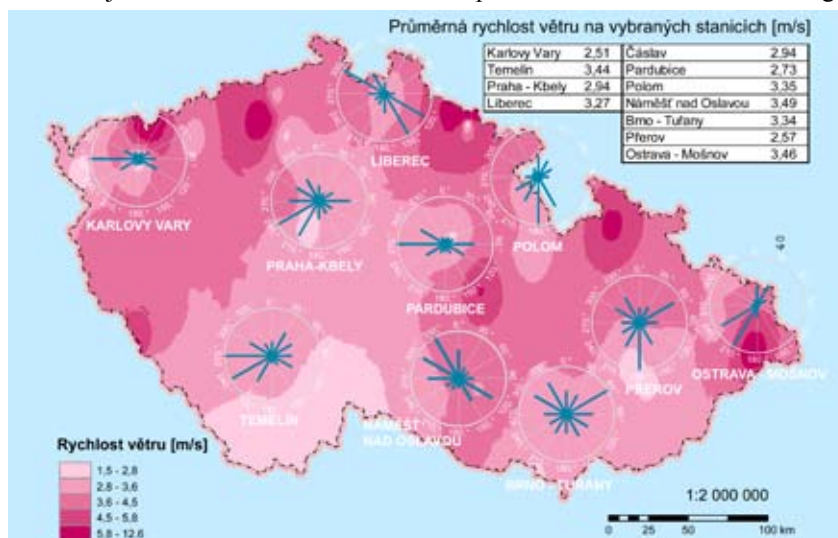 Průměrná rychlost větru na vybraných stanicích [m/s]
Karlovy Vary 2,51
Temelín 3,44
Praha - Kbely 2,94
Liberec 3,27
Čáslav 2,94
Pardubice 2,73
Polom 3,35
Náměšť nad Oslavou 3,49
Brno - Tuřany 3,34
Přerov 2,57
Ostrava - Mošnov 3,46
LIBEREC
KARLOVY VARY
PRAHA-KBELY
POLOM
PARDUBICE
TEMELÍN
NÁMĚŠŤ
NAD OSLAVOU
PŘEROV
OSTRAVA - MOŠNOV
BRNO - TUŘANY
Rychlost větru [m/s]
1,5 - 2,8
2,8 - 3,6
3,6 - 4,5
4,5 - 5,8
5,8 - 12,6
1:2 000 000
0 25 50 100 km